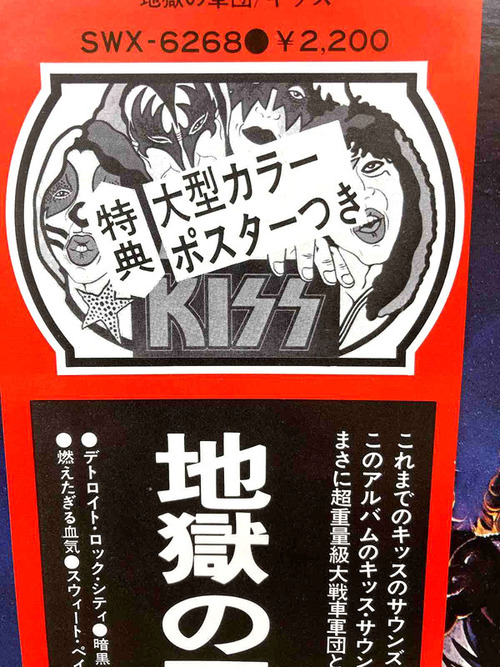 地獄の軍団/キッス
SWX-6268●¥2,200
特典
大型カラー
ポスターつき
KISS
これまでのキッスのサウンズ
このアルバムのキッス・サウン
まさに超重量級大戦車軍団と
地獄の
●デトロイト・ロック・シティ●暗黒
●燃えたぎる血気●スウィート・ペイ